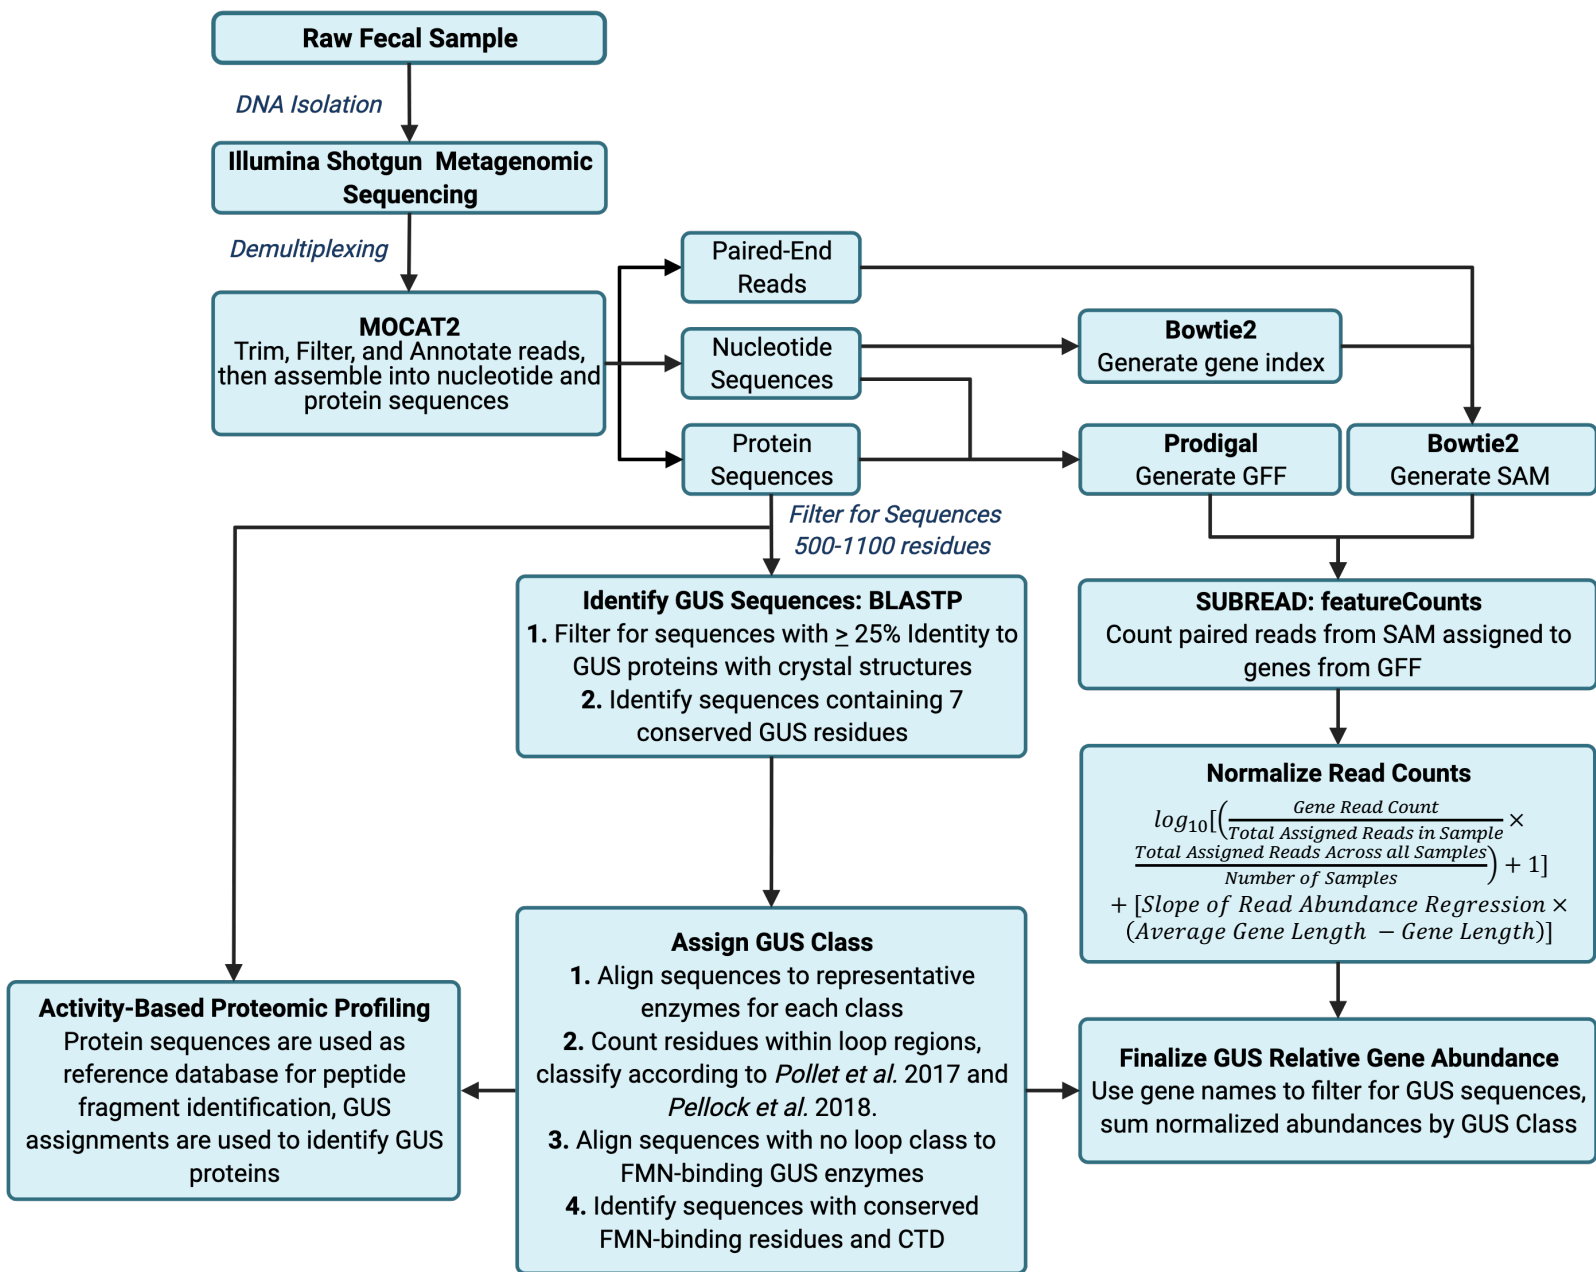 Raw Fecal Sample
DNA Isolation
Illumina Shotgun Metagenomic
Sequencing
Demultiplexing
MOCAT2
Trim, Filter, and Annotate reads,
then assemble into nucleotide and
protein sequences
Paired-End
Reads
Nucleotide
Sequences
Protein
Sequences
Bowtie2
Generate gene index
Prodigal
Generate GFF
Bowtie2
Generate SAM
Filter for Sequences
500-1100 residues
Identify GUS Sequences: BLASTP
1. Filter for sequences with ≥ 25% Identity to
GUS proteins with crystal structures
2. Identify sequences containing 7
conserved GUS residues
SUBREAD: featureCounts
Count paired reads from SAM assigned to
genes from GFF
Normalize Read Counts
log10[(Gene Read Count / Total Assigned Reads in Sample ×
Total Assigned Reads Across all Samples / Number of Samples) + 1]
+ [Slope of Read Abundance Regression ×
(Average Gene Length − Gene Length)]
Assign GUS Class
1. Align sequences to representative
enzymes for each class
2. Count residues within loop regions,
classify according to Pollet et al. 2017 and
Pellock et al. 2018.
3. Align sequences with no loop class to
FMN-binding GUS enzymes
4. Identify sequences with conserved
FMN-binding residues and CTD
Activity-Based Proteomic Profiling
Protein sequences are used as
reference database for peptide
fragment identification, GUS
assignments are used to identify GUS
proteins
Finalize GUS Relative Gene Abundance
Use gene names to filter for GUS sequences,
sum normalized abundances by GUS Class